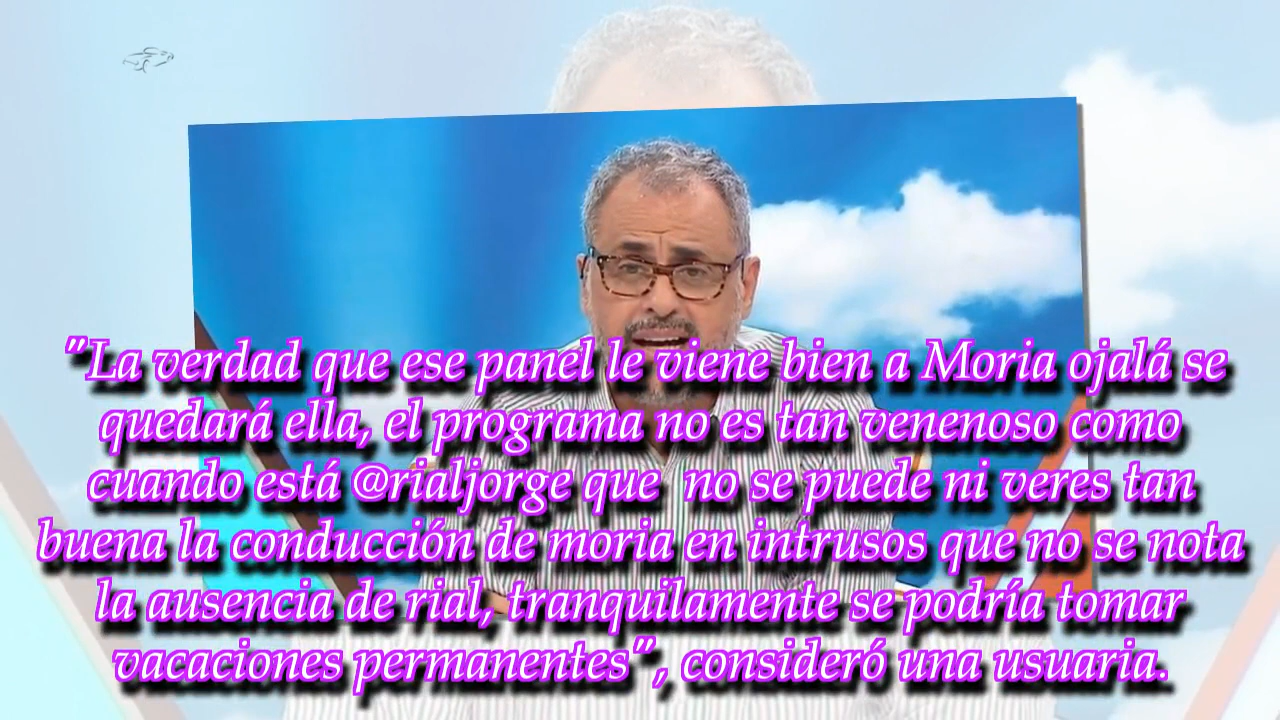 "La verdad que ese panel le viene bien a Moria ojalá se
quedará ella, el programa no es tan venenoso como
cuando está @rialjorge que  no se puede ni veres tan
buena la conducción de moria en intrusos que no se nota
la ausencia de rial, tranquilamente se podría tomar
vacaciones permanentes", consideró una usuaria.